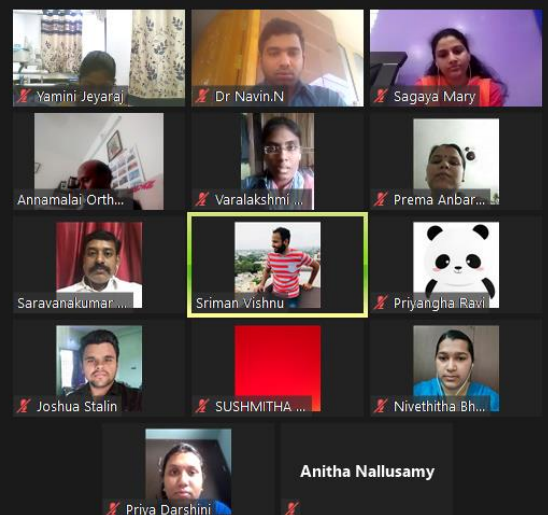 Yamini Jeyaraj
Dr Navin.N
Sagaya Mary
Annamalai Orth...
Varalakshmi ...
Prema Anbar...
Saravanakumar ...
Sriman Vishnu
Priyangha Ravi
Joshua Stalin
SUSHMITHA ...
Nivethitha Bh...
Priya Darshini
Anitha Nallusamy